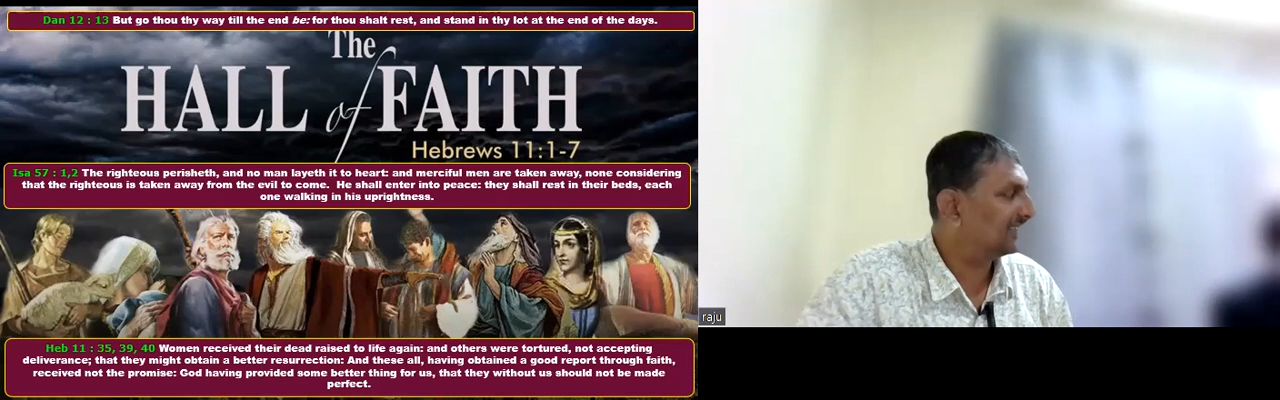 Dan 12 : 13 But go thou thy way till the end be: for thou shalt rest, and stand in thy lot at the end of the days.
The
HALL of FAITH
Hebrews 11:1-7
Isa 57 : 1,2 The righteous perisheth, and no man layeth it to heart: and merciful men are taken away, none considering
that the righteous is taken away from the evil to come. He shall enter into peace: they shall rest in their beds, each
one walking in his uprightness.
Heb 11 : 35, 39, 40 Women received their dead raised to life again: and others were tortured, not accepting
deliverance; that they might obtain a better resurrection: And these all, having obtained a good report through faith,
received not the promise: God having provided some better thing for us, that they without us should not be made
perfect.
raju